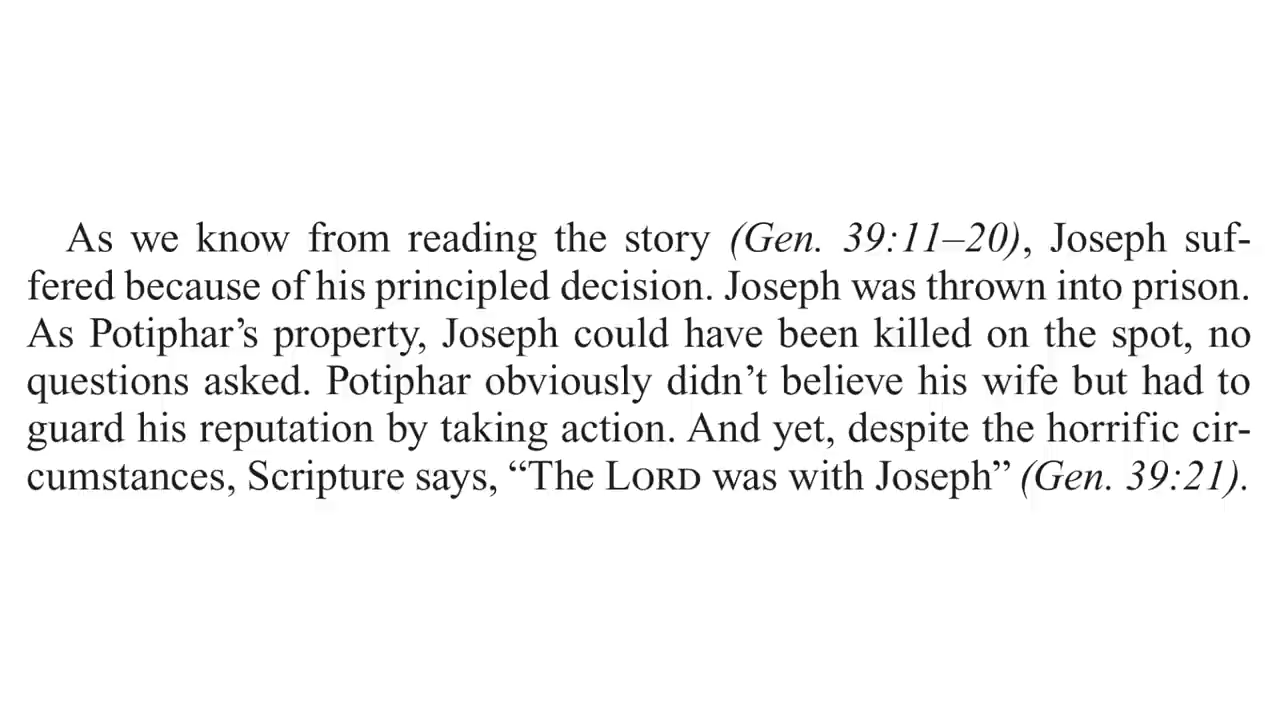 As we know from reading the story (Gen. 39:11–20), Joseph suf-
fered because of his principled decision. Joseph was thrown into prison.
As Potiphar’s property, Joseph could have been killed on the spot, no
questions asked. Potiphar obviously didn’t believe his wife but had to
guard his reputation by taking action. And yet, despite the horrific cir-
cumstances, Scripture says, “The LORD was with Joseph” (Gen. 39:21).